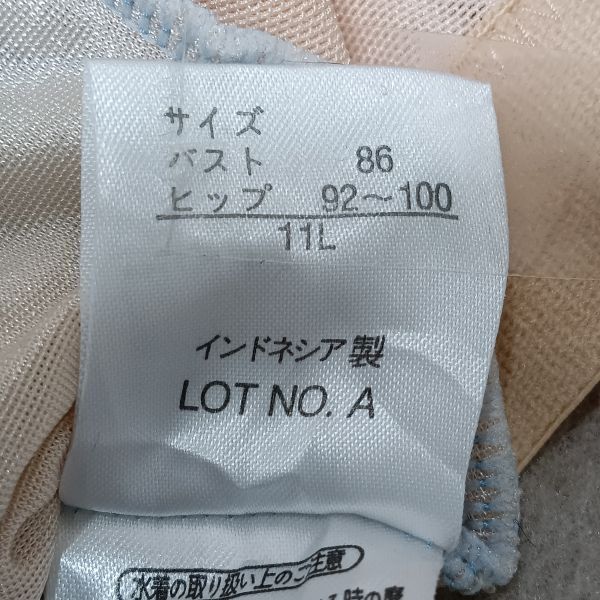 サイズ
バスト 86
ヒップ 92～100
11L
インドネシア製
LOT NO. A
水着の取り扱い上のご注意